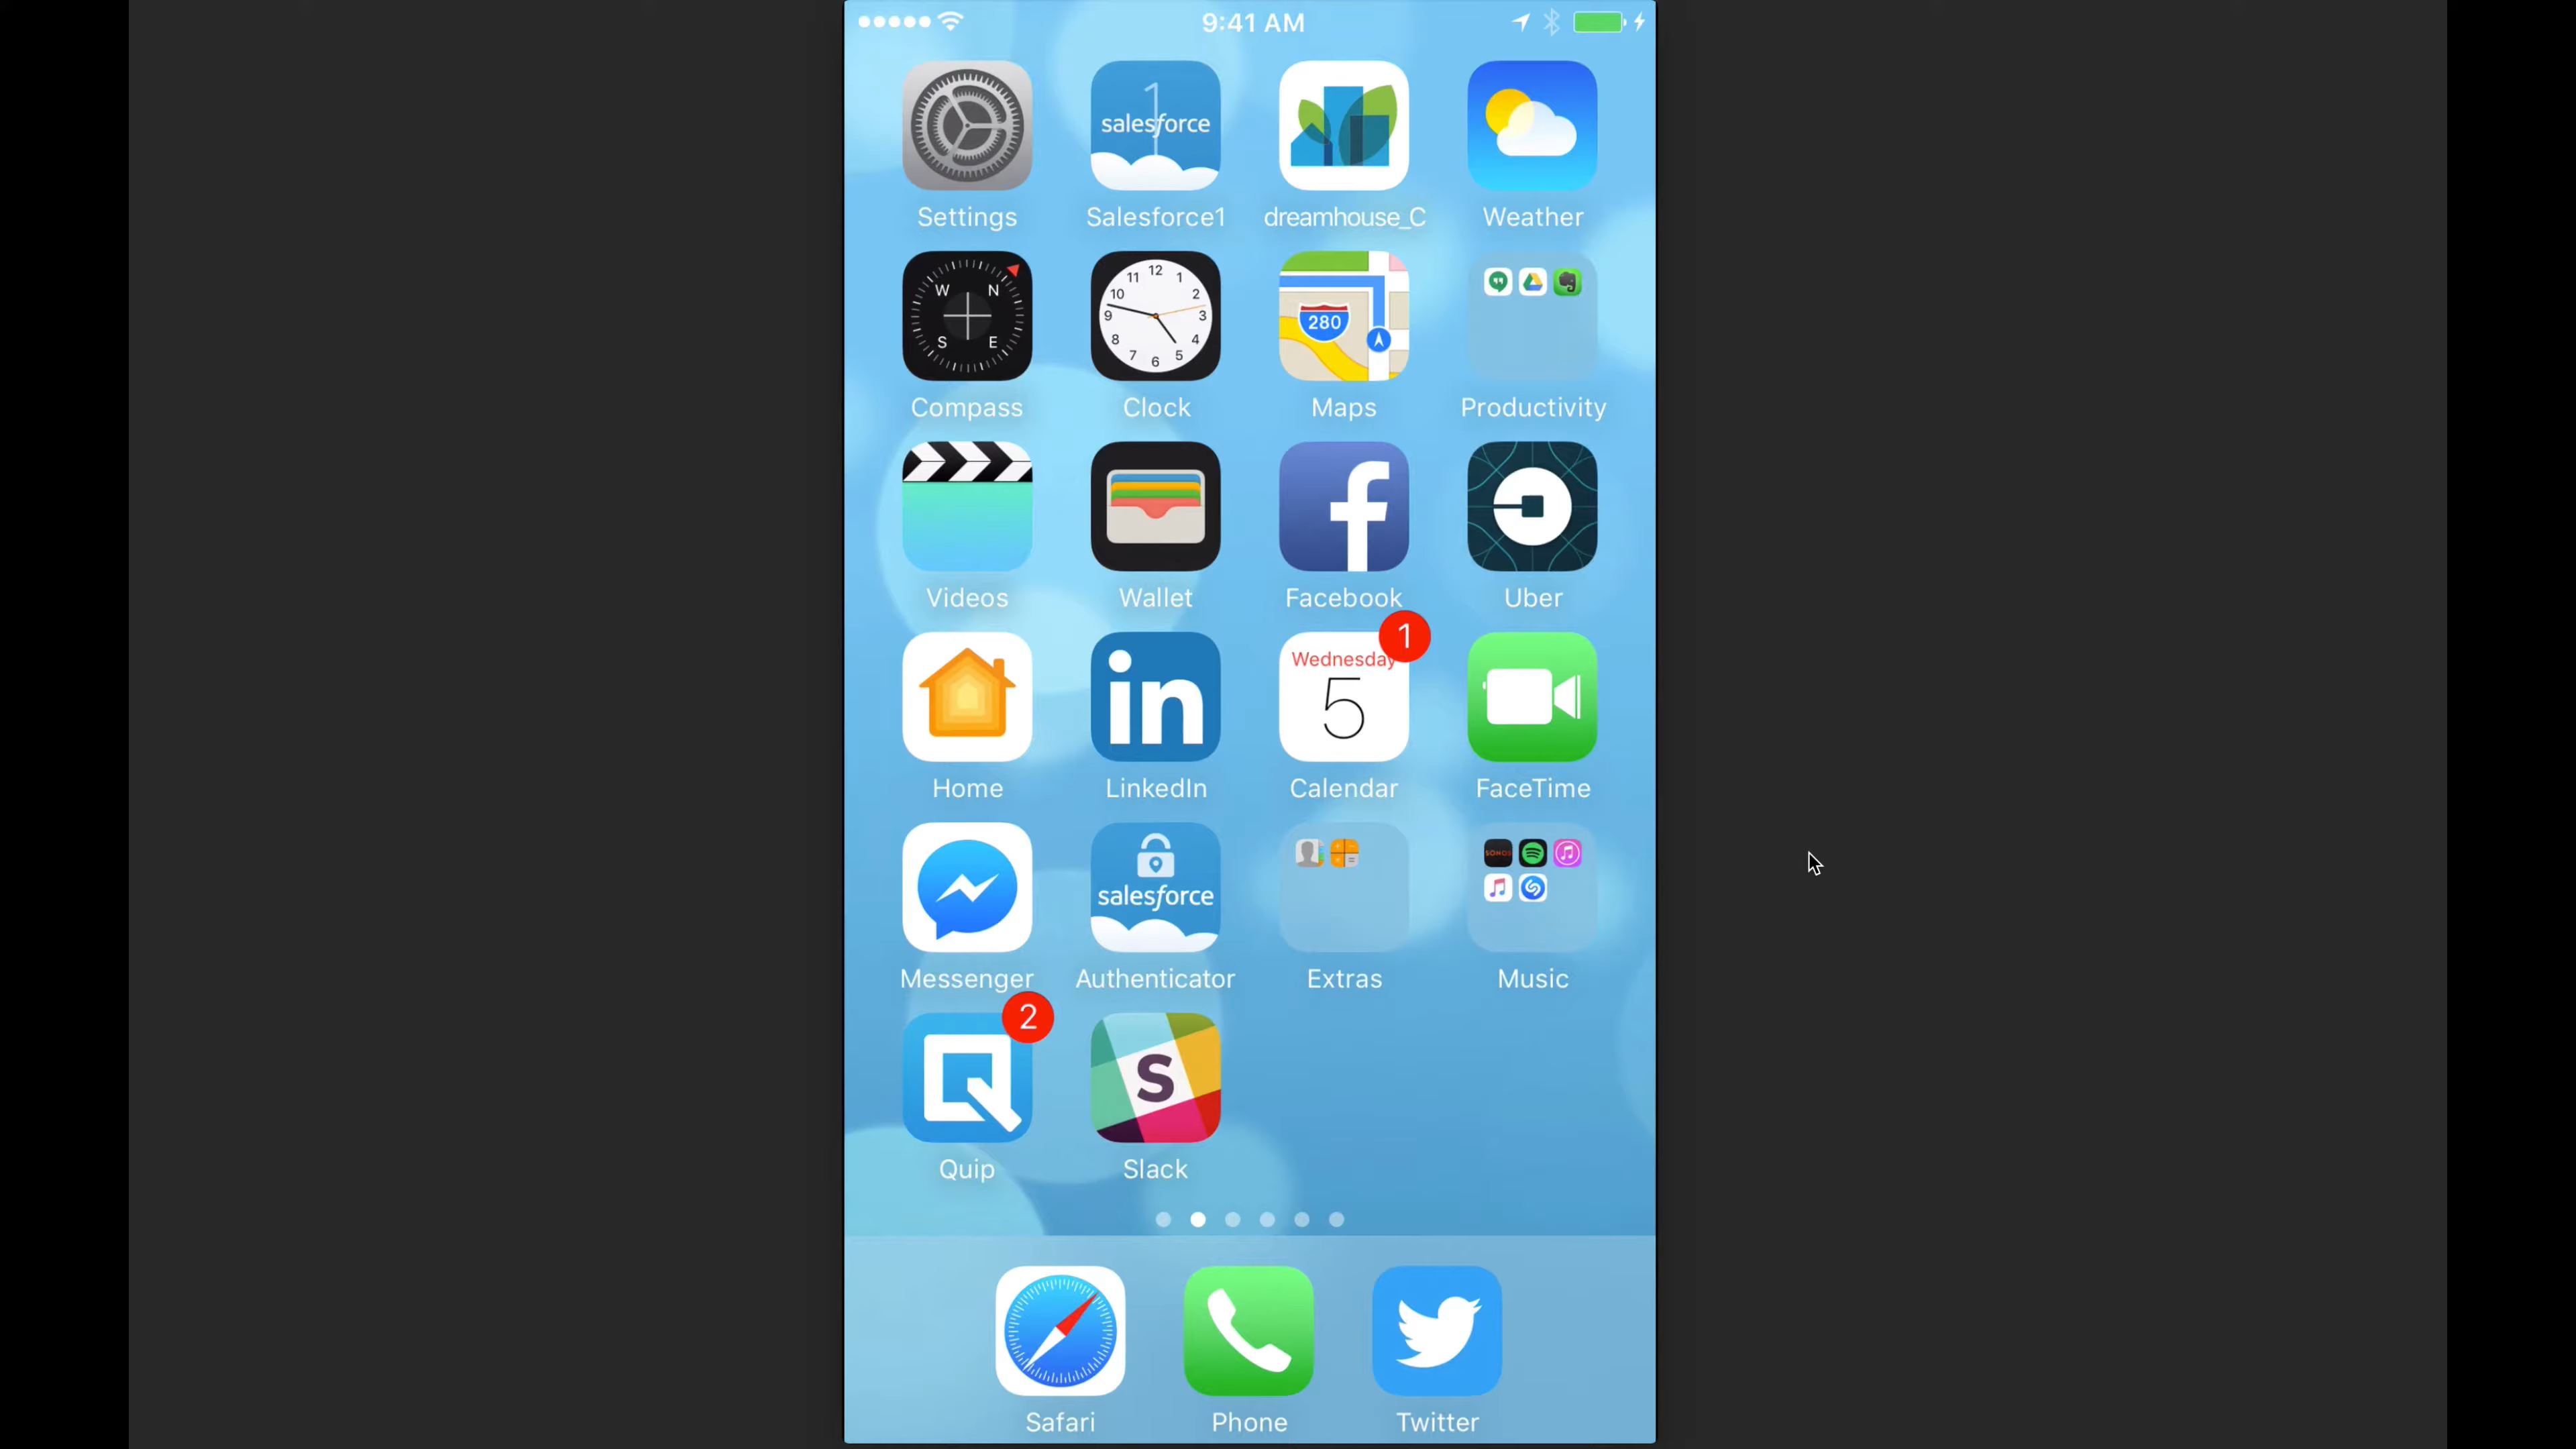 9:41 AM
1
salesforce
Settings
Salesforce1
dreamhouse_C
Weather
W N
S E
12
11 1
10 2
9 3
8 4
7 5
6
280
Compass
Clock
Maps
Productivity
Videos
Wallet
Facebook
Uber
in
Wednesday
5
1
Home
LinkedIn
Calendar
FaceTime
salesforce
SONOS
Messenger
Authenticator
Extras
Music
2
S
Quip
Slack
Safari
Phone
Twitter